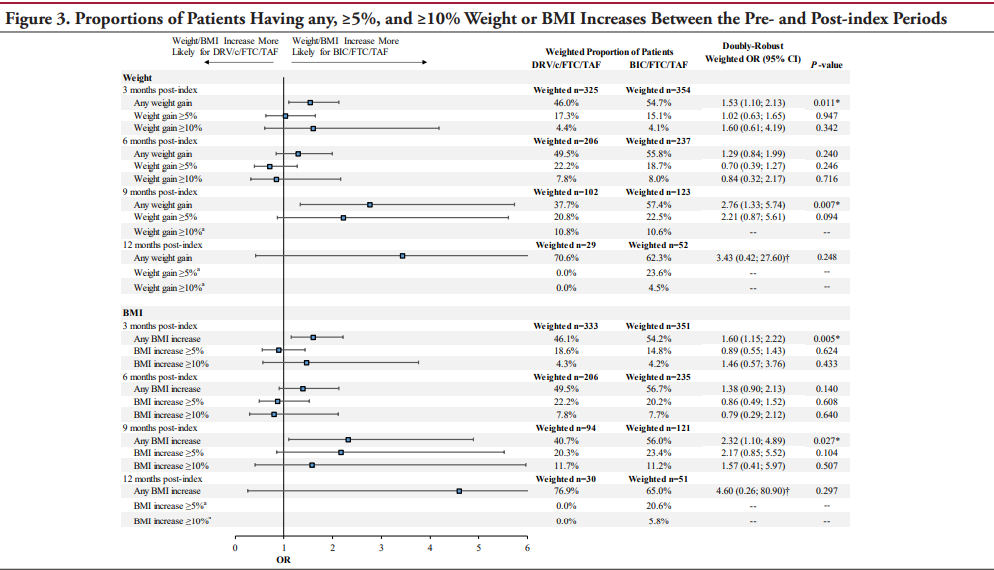 Figure 3. Proportions of Patients Having any, ≥5%, and ≥10% Weight or BMI Increases Between the Pre- and Post-index Periods
Weight/BMI Increase More Likely for DRV/c/FTC/TAF
Weight/BMI Increase More Likely for BIC/FTC/TAF
Weighted Proportion of Patients
DRV/c/FTC/TAF BIC/FTC/TAF
Doubly-Robust Weighted OR (95% CI)
P-value
Weight
3 months post-index Weighted n=325 Weighted n=354
Any weight gain 46.0% 54.7% 1.53 (1.10; 2.13) 0.011*
Weight gain ≥5% 17.3% 15.1% 1.02 (0.63; 1.65) 0.947
Weight gain ≥10% 4.4% 4.1% 1.60 (0.61; 4.19) 0.342
6 months post-index Weighted n=206 Weighted n=237
Any weight gain 49.5% 55.8% 1.29 (0.84; 1.99) 0.240
Weight gain ≥5% 22.2% 18.7% 0.70 (0.39; 1.27) 0.246
Weight gain ≥10% 7.8% 8.0% 0.84 (0.32; 2.17) 0.716
9 months post-index Weighted n=102 Weighted n=123
Any weight gain 37.7% 57.4% 2.76 (1.33; 5.74) 0.007*
Weight gain ≥5% 20.8% 22.5% 2.21 (0.87; 5.61) 0.094
Weight gain ≥10%ᵃ 10.8% 10.6% -- --
12 months post-index Weighted n=29 Weighted n=52
Any weight gain 70.6% 62.3% 3.43 (0.42; 27.60)† 0.248
Weight gain ≥5%ᵃ 0.0% 23.6% -- --
Weight gain ≥10%ᵃ 0.0% 4.5% -- --
BMI
3 months post-index Weighted n=333 Weighted n=351
Any BMI increase 46.1% 54.2% 1.60 (1.15; 2.22) 0.005*
BMI increase ≥5% 18.6% 14.8% 0.89 (0.55; 1.43) 0.624
BMI increase ≥10% 4.3% 4.2% 1.46 (0.57; 3.76) 0.433
6 months post-index Weighted n=206 Weighted n=235
Any BMI increase 49.5% 56.7% 1.38 (0.90; 2.13) 0.140
BMI increase ≥5% 22.2% 20.2% 0.86 (0.49; 1.52) 0.608
BMI increase ≥10% 7.8% 7.7% 0.79 (0.29; 2.12) 0.640
9 months post-index Weighted n=94 Weighted n=121
Any BMI increase 40.7% 56.0% 2.32 (1.10; 4.89) 0.027*
BMI increase ≥5% 20.3% 23.4% 2.17 (0.85; 5.52) 0.104
BMI increase ≥10% 11.7% 11.2% 1.57 (0.41; 5.97) 0.507
12 months post-index Weighted n=30 Weighted n=51
Any BMI increase 76.9% 65.0% 4.60 (0.26; 80.90)† 0.297
BMI increase ≥5%ᵃ 0.0% 20.6% -- --
BMI increase ≥10%ᵃ 0.0% 5.8% -- --
0 1 2 3 4 5 6
OR